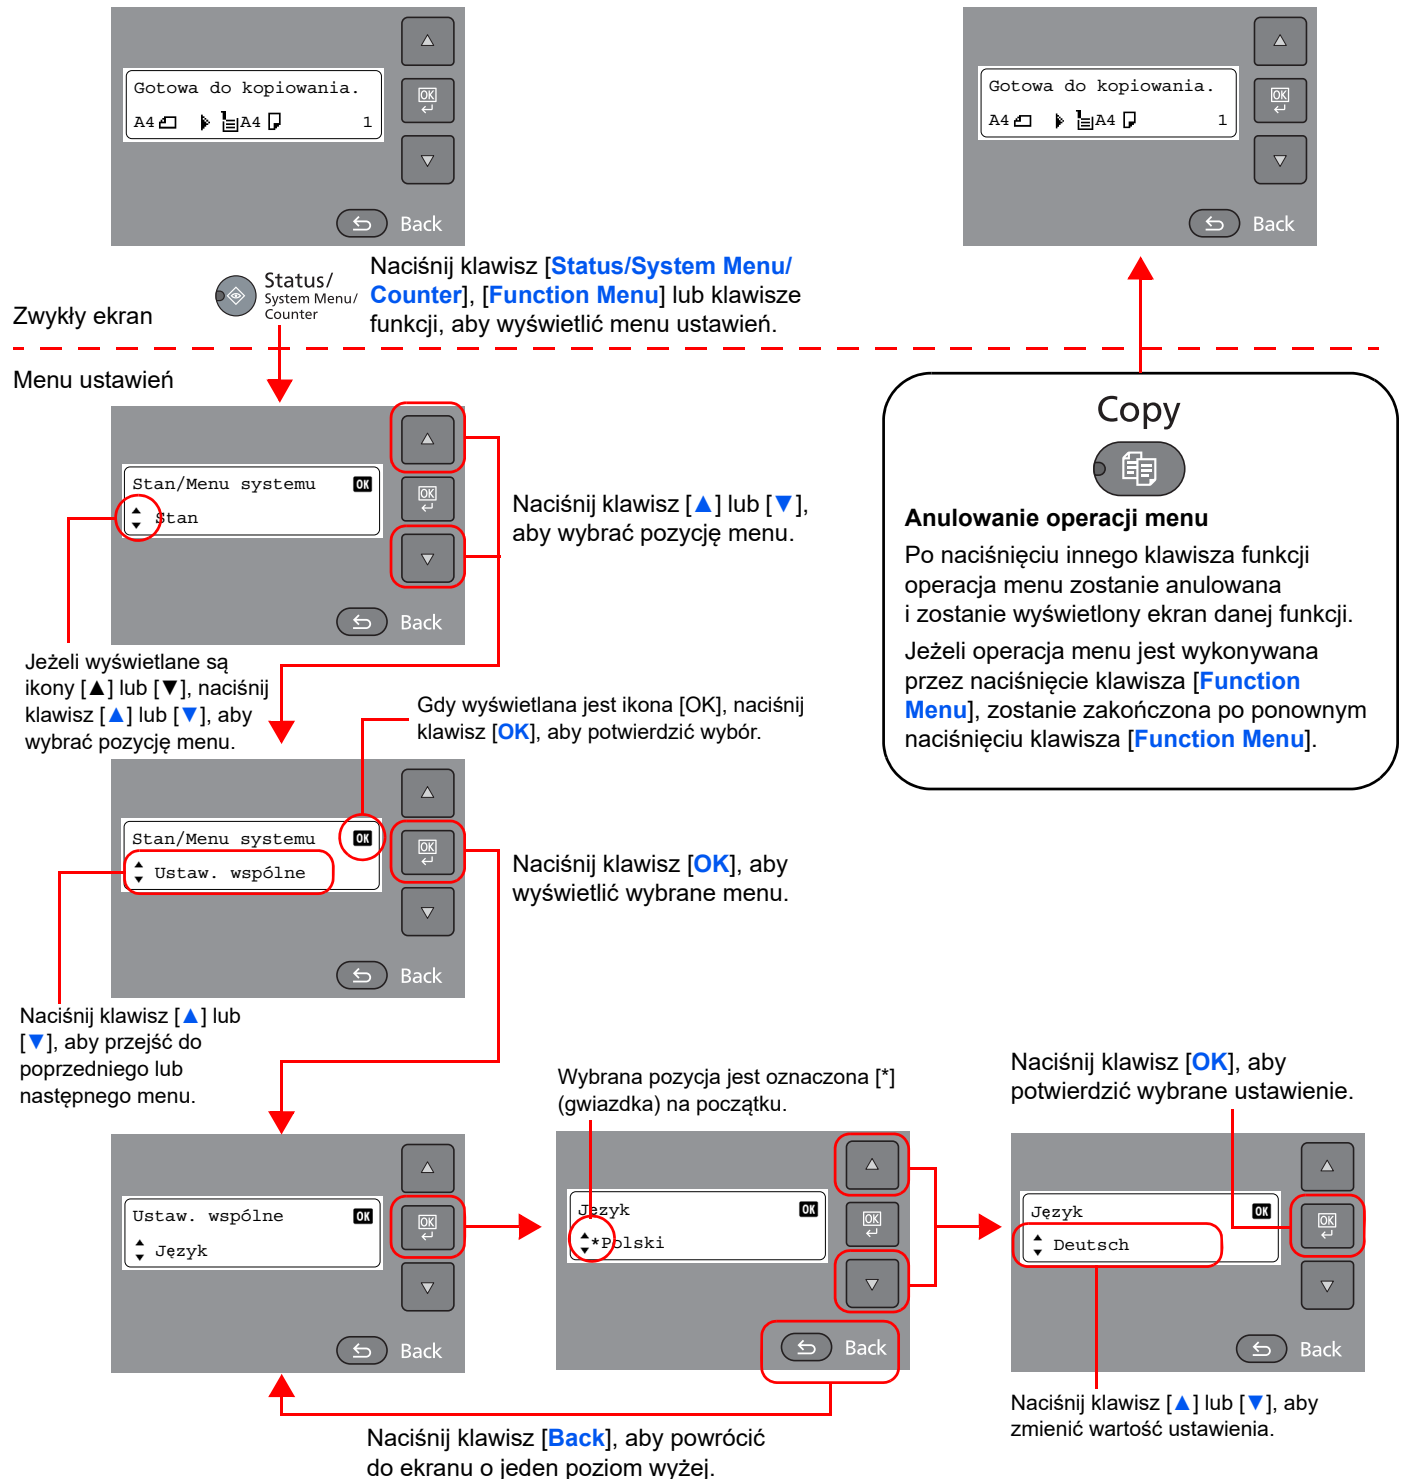 Gotowa do kopiowania.
A4 A4 1
OK
Back
Gotowa do kopiowania.
A4 A4 1
OK
Back
Status/
System Menu/
Counter
Naciśnij klawisz [Status/System Menu/
Counter], [Function Menu] lub klawisze
funkcji, aby wyświetlić menu ustawień.
Zwykły ekran
Menu ustawień
Stan/Menu systemu OK
Stan
OK
Back
Naciśnij klawisz [▲] lub [▼],
aby wybrać pozycję menu.
Copy
Anulowanie operacji menu
Po naciśnięciu innego klawisza funkcji
operacja menu zostanie anulowana
i zostanie wyświetlony ekran danej funkcji.
Jeżeli operacja menu jest wykonywana
przez naciśnięcie klawisza [Function
Menu], zostanie zakończona po ponownym
naciśnięciu klawisza [Function Menu].
Jeżeli wyświetlane są
ikony [▲] lub [▼], naciśnij
klawisz [▲] lub [▼], aby
wybrać pozycję menu.
Gdy wyświetlana jest ikona [OK], naciśnij
klawisz [OK], aby potwierdzić wybór.
Stan/Menu systemu OK
Ustaw. wspólne
OK
Back
Naciśnij klawisz [OK], aby
wyświetlić wybrane menu.
Naciśnij klawisz [▲] lub
[▼], aby przejść do
poprzedniego lub
następnego menu.
Wybrana pozycja jest oznaczona [*]
(gwiazdka) na początku.
Naciśnij klawisz [OK], aby
potwierdzić wybrane ustawienie.
Ustaw. wspólne OK
Język
OK
Back
Język OK
*Polski
OK
Back
Język OK
Deutsch
OK
Back
Naciśnij klawisz [▲] lub [▼], aby
zmienić wartość ustawienia.
Naciśnij klawisz [Back], aby powrócić
do ekranu o jeden poziom wyżej.